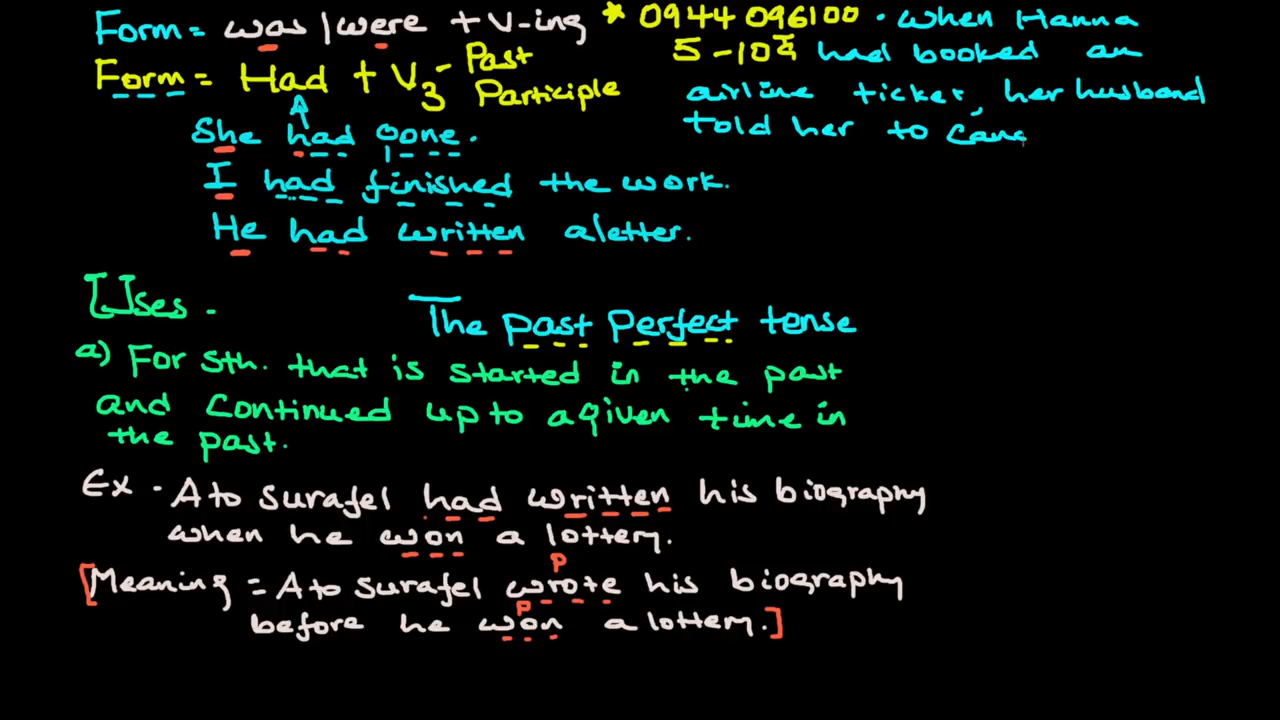 Form = was / were + V-ing
Form = Had + V3 - Past Participle
She had gone.
I had finished the work.
He had written a letter.
* 0944 096100
5 - 10
. when Hanna
had booked an
airline ticket, her husband
told her to canc
Uses .
The past perfect tense
a) For sth. that is started in the past
and continued up to a given time in
the past.
Ex . Ato Surafel had written his biography
when he won a lottery.
P
[Meaning = Ato Surafel wrote his biography
P
before he won a lottery.]